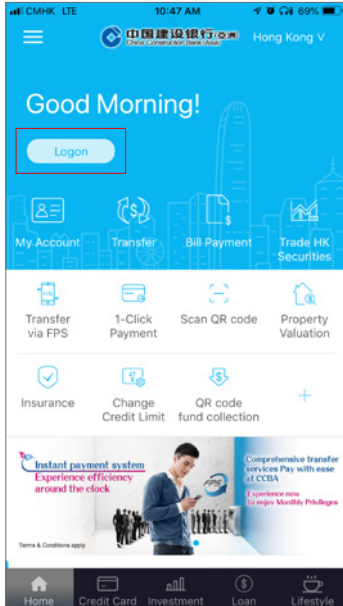 CMHK LTE 10:47 AM 69%
中国建设银行(亞洲) Hong Kong V
China Construction Bank (Asia)
Good Morning!
Logon
My Account Transfer Bill Payment Trade HK
Securities
Transfer 1-Click Scan QR code Property
via FPS Payment Valuation
Insurance Change QR code
Credit Limit fund collection
Instant payment system
Experience efficiency
around the clock
FPS
Comprehensive transfer
services Pay with ease
at CCBA
Experience now
to enjoy Monthly Privileges
Terms & Conditions apply
Home Credit Card Investment Loan Lifestyle